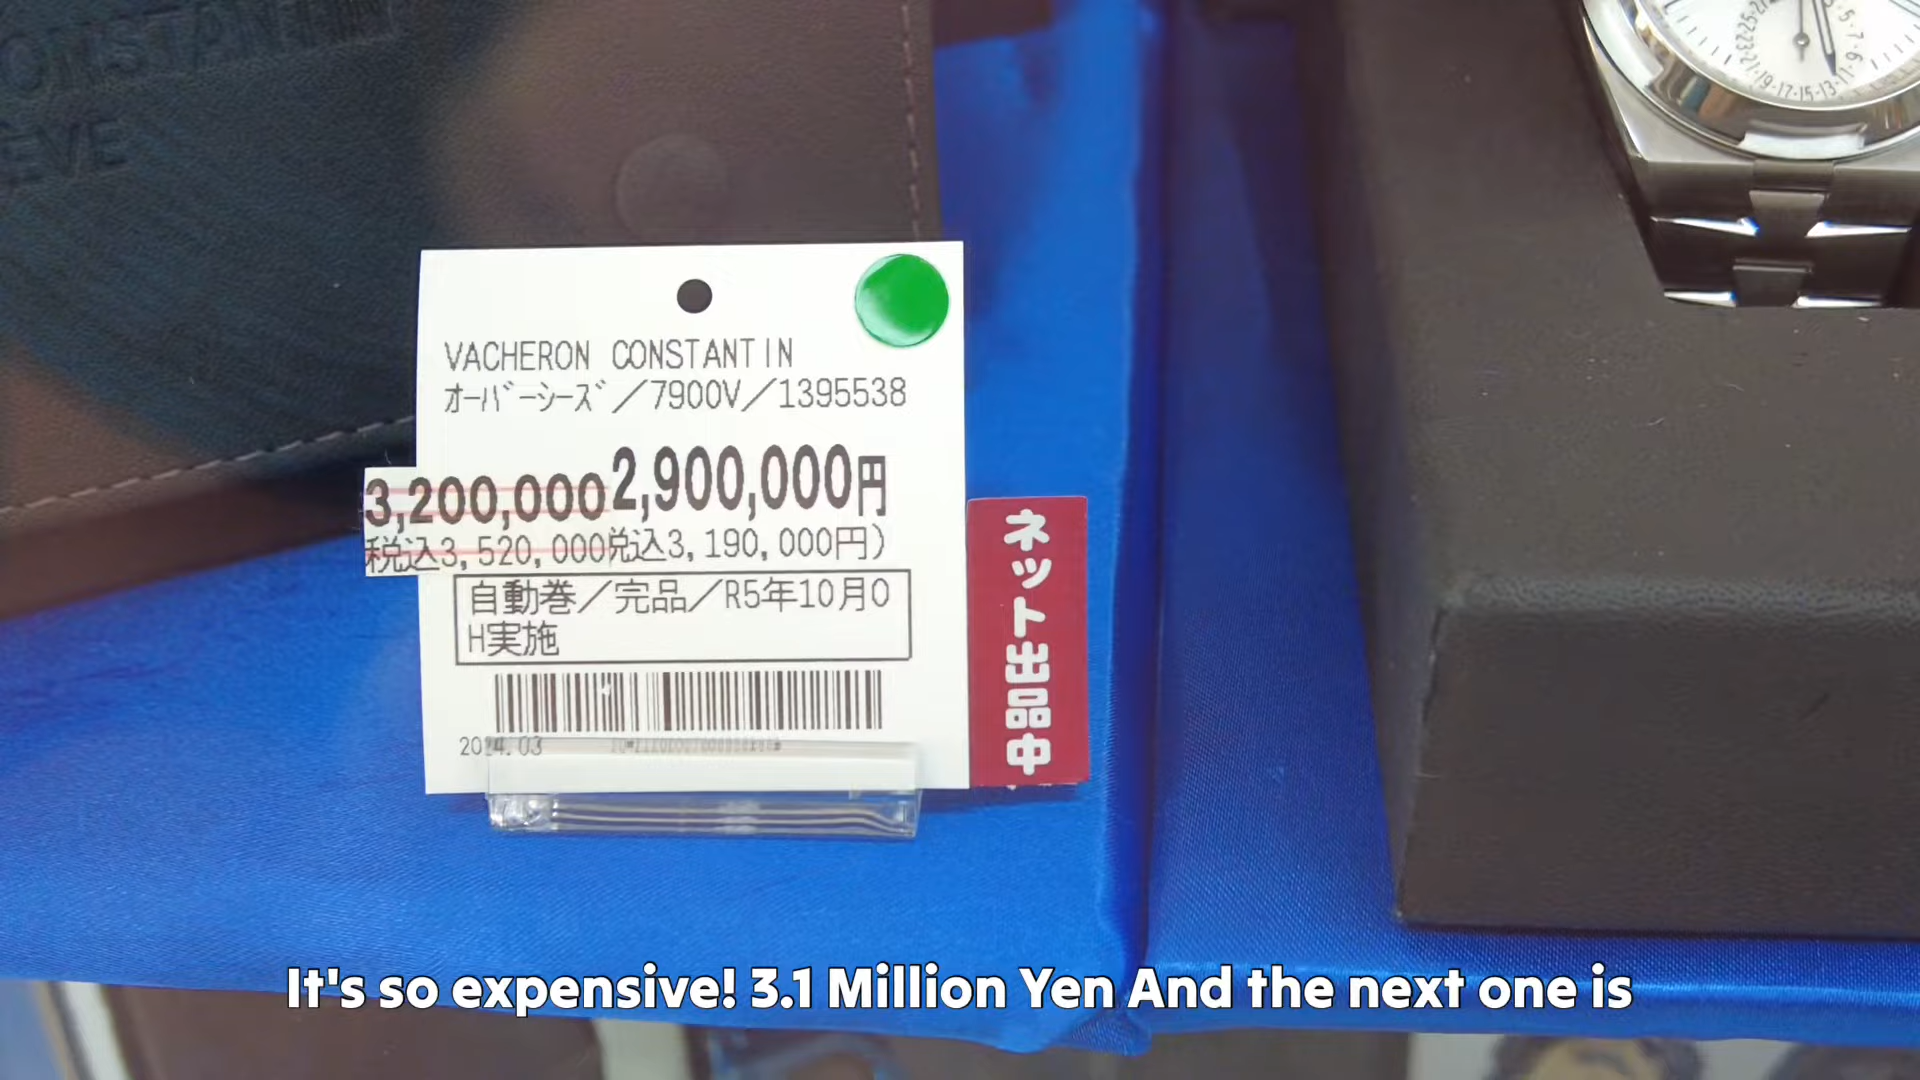 CONSTANTIN
ÈVE
VACHERON CONSTANTIN
オーバーシーズ/7900V/1395538
3,200,000 2,900,000円
税込3,520,000 税込3,190,000円)
自動巻/完品/R5年10月O
H実施
2024.03
ネット出品中
It's so expensive! 3.1 Million Yen And the next one is